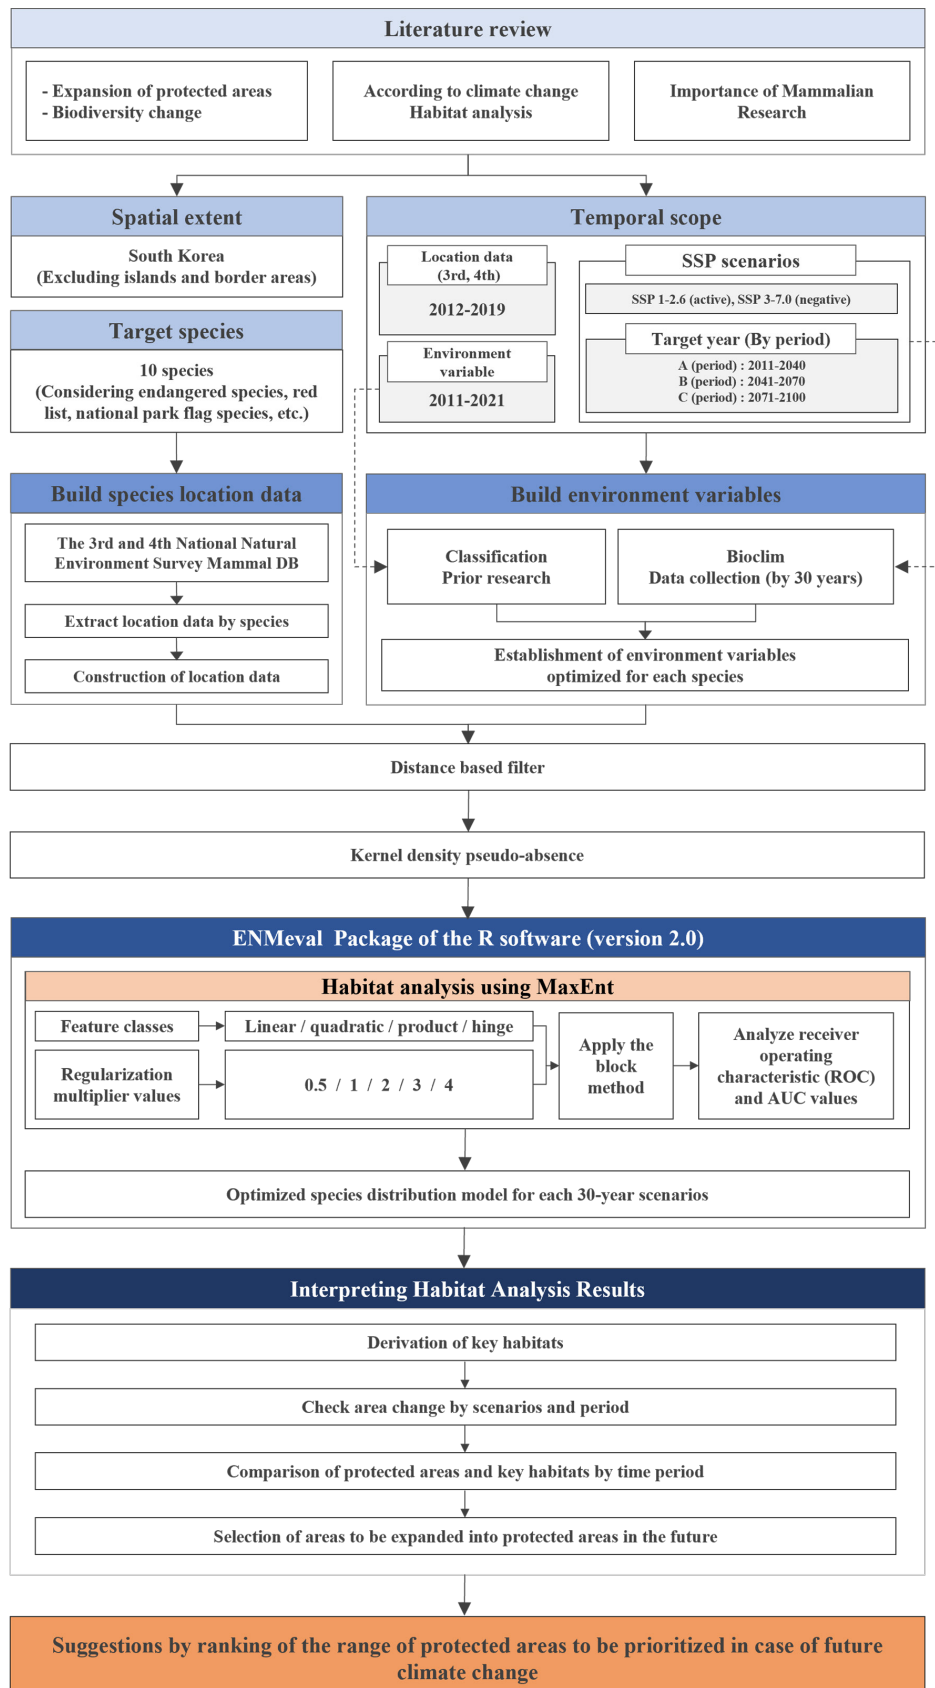 Literature review
- Expansion of protected areas
- Biodiversity change
According to climate change
Habitat analysis
Importance of Mammalian
Research
Spatial extent
South Korea
(Excluding islands and border areas)
Target species
10 species
(Considering endangered species, red
list, national park flag species, etc.)
Temporal scope
Location data
(3rd, 4th)
2012-2019
Environment
variable
2011-2021
SSP scenarios
SSP 1-2.6 (active), SSP 3-7.0 (negative)
Target year (By period)
A (period) : 2011-2040
B (period) : 2041-2070
C (period) : 2071-2100
Build species location data
The 3rd and 4th National Natural
Environment Survey Mammal DB
Extract location data by species
Construction of location data
Build environment variables
Classification
Prior research
Bioclim
Data collection (by 30 years)
Establishment of environment variables
optimized for each species
Distance based filter
Kernel density pseudo-absence
ENMeval Package of the R software (version 2.0)
Habitat analysis using MaxEnt
Feature classes
Linear / quadratic / product / hinge
Regularization
multiplier values
0.5 / 1 / 2 / 3 / 4
Apply the
block
method
Analyze receiver
operating
characteristic (ROC)
and AUC values
Optimized species distribution model for each 30-year scenarios
Interpreting Habitat Analysis Results
Derivation of key habitats
Check area change by scenarios and period
Comparison of protected areas and key habitats by time period
Selection of areas to be expanded into protected areas in the future
Suggestions by ranking of the range of protected areas to be prioritized in case of future
climate change